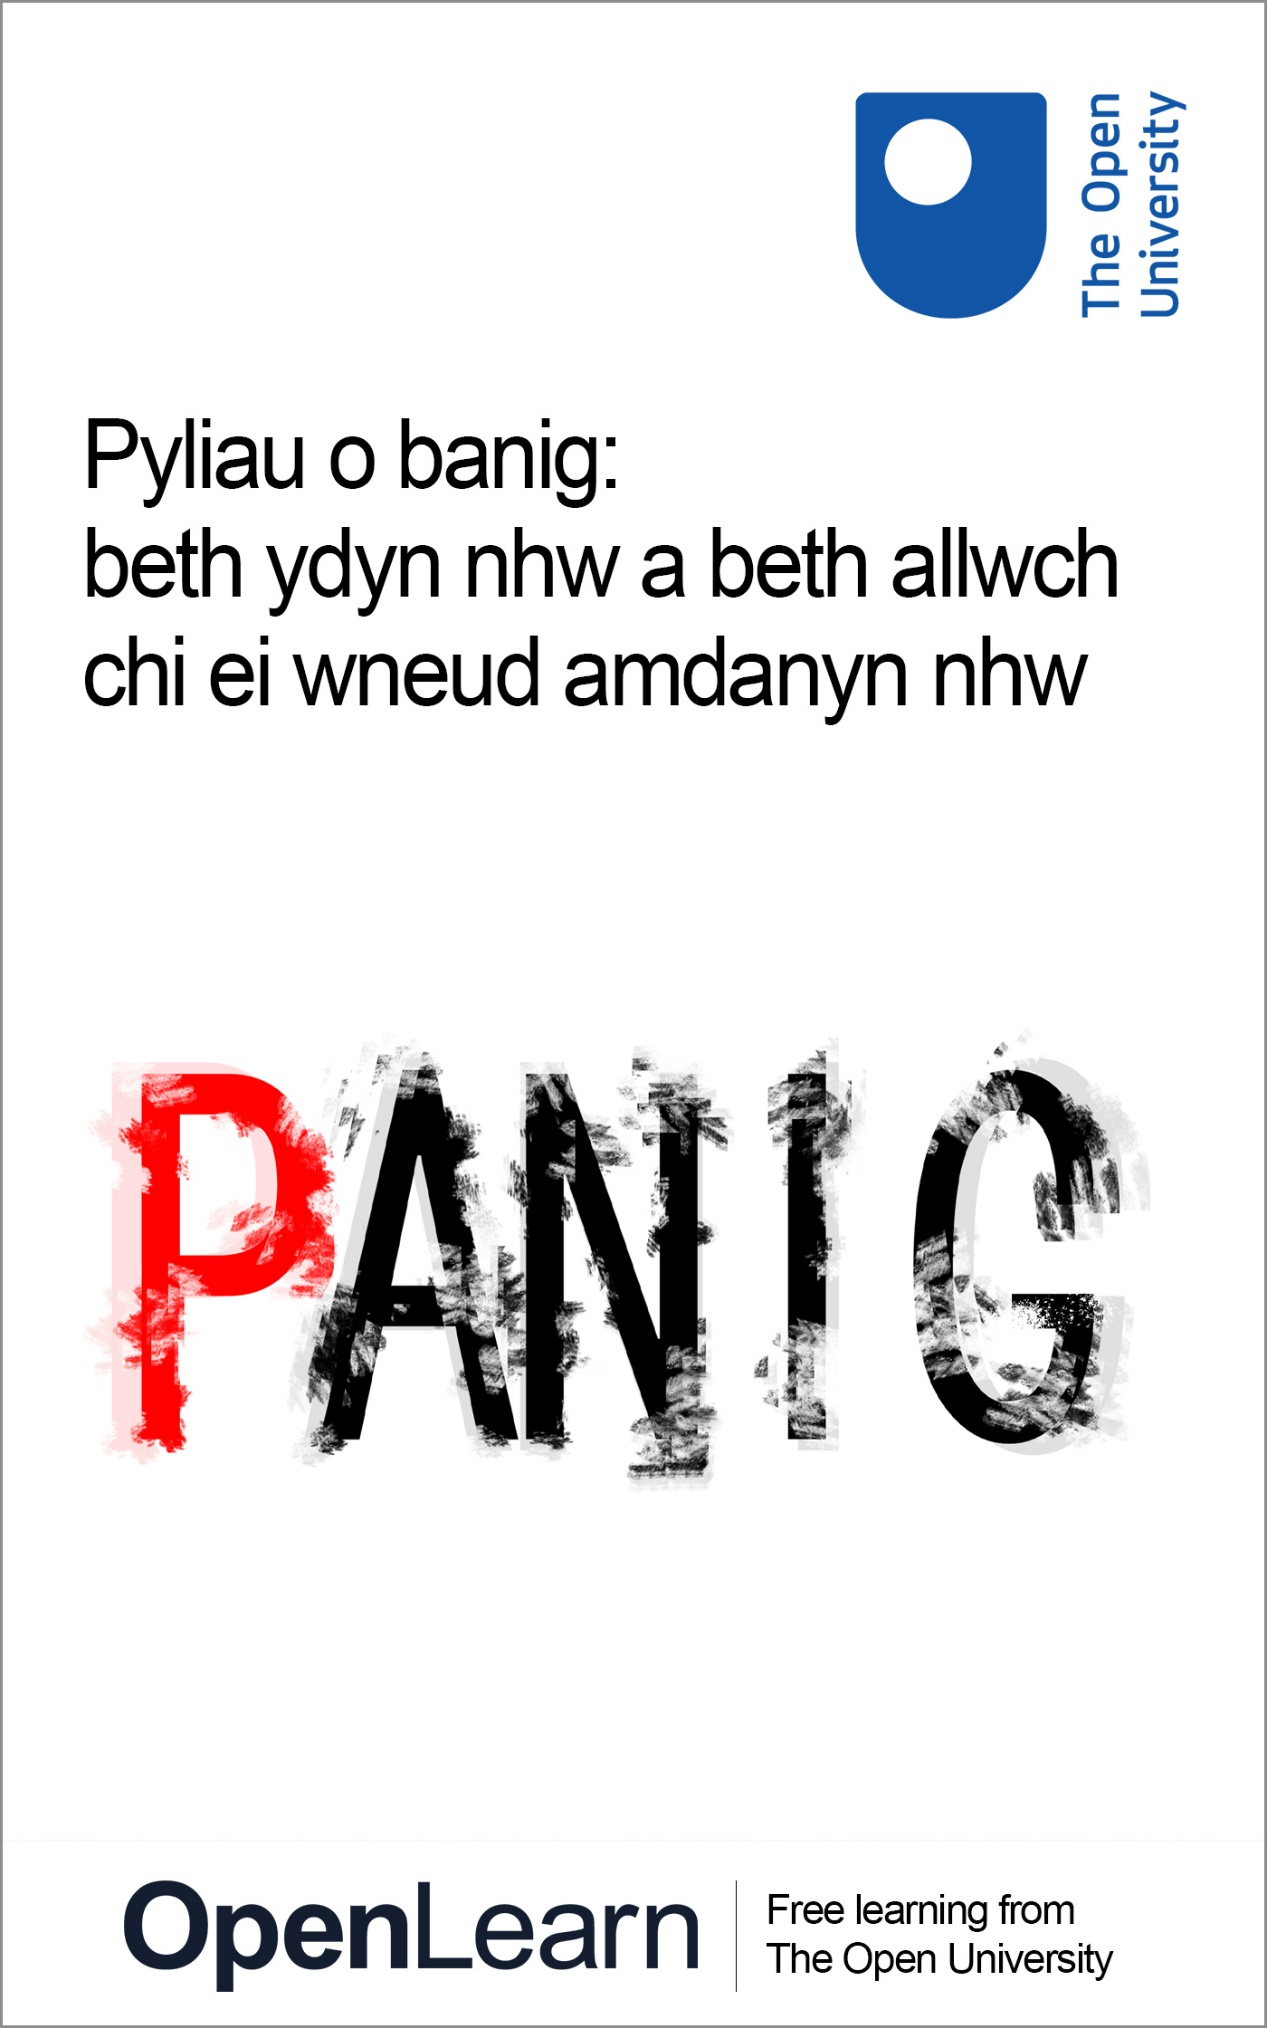 The Open
University
Pyliau o banig:
beth ydyn nhw a beth allwch
chi ei wneud amdanyn nhw
PANIG
OpenLearn
Free learning from
The Open University